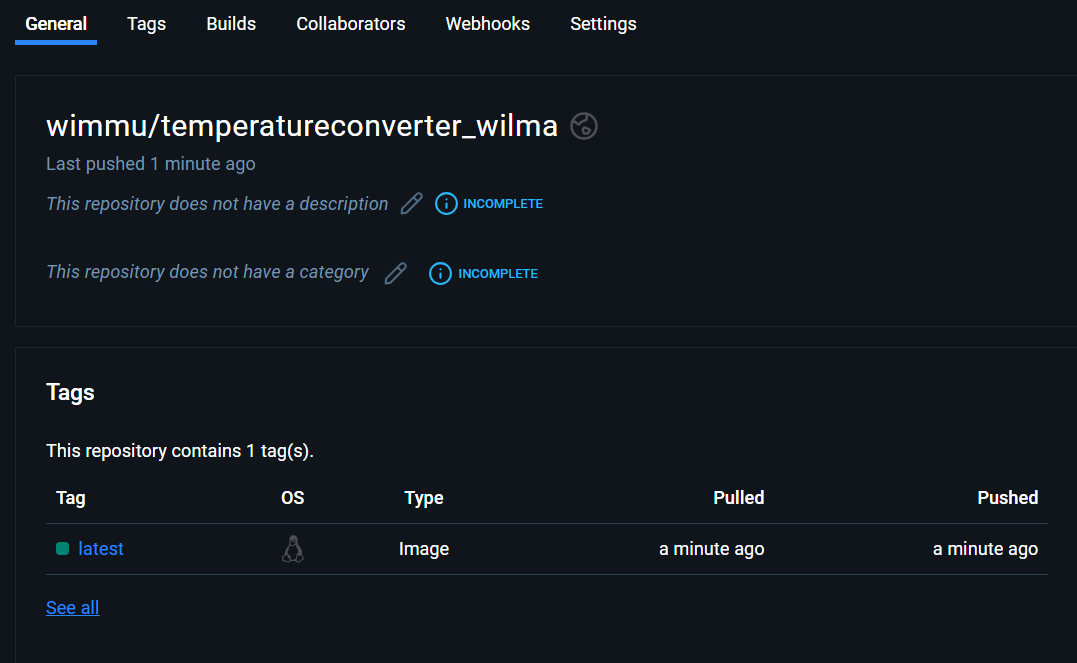 General Tags Builds Collaborators Webhooks Settings
wimmu/temperatureconverter_wilma
Last pushed 1 minute ago
This repository does not have a description INCOMPLETE
This repository does not have a category INCOMPLETE
Tags
This repository contains 1 tag(s).
Tag OS Type Pulled Pushed
latest Image a minute ago a minute ago
See all